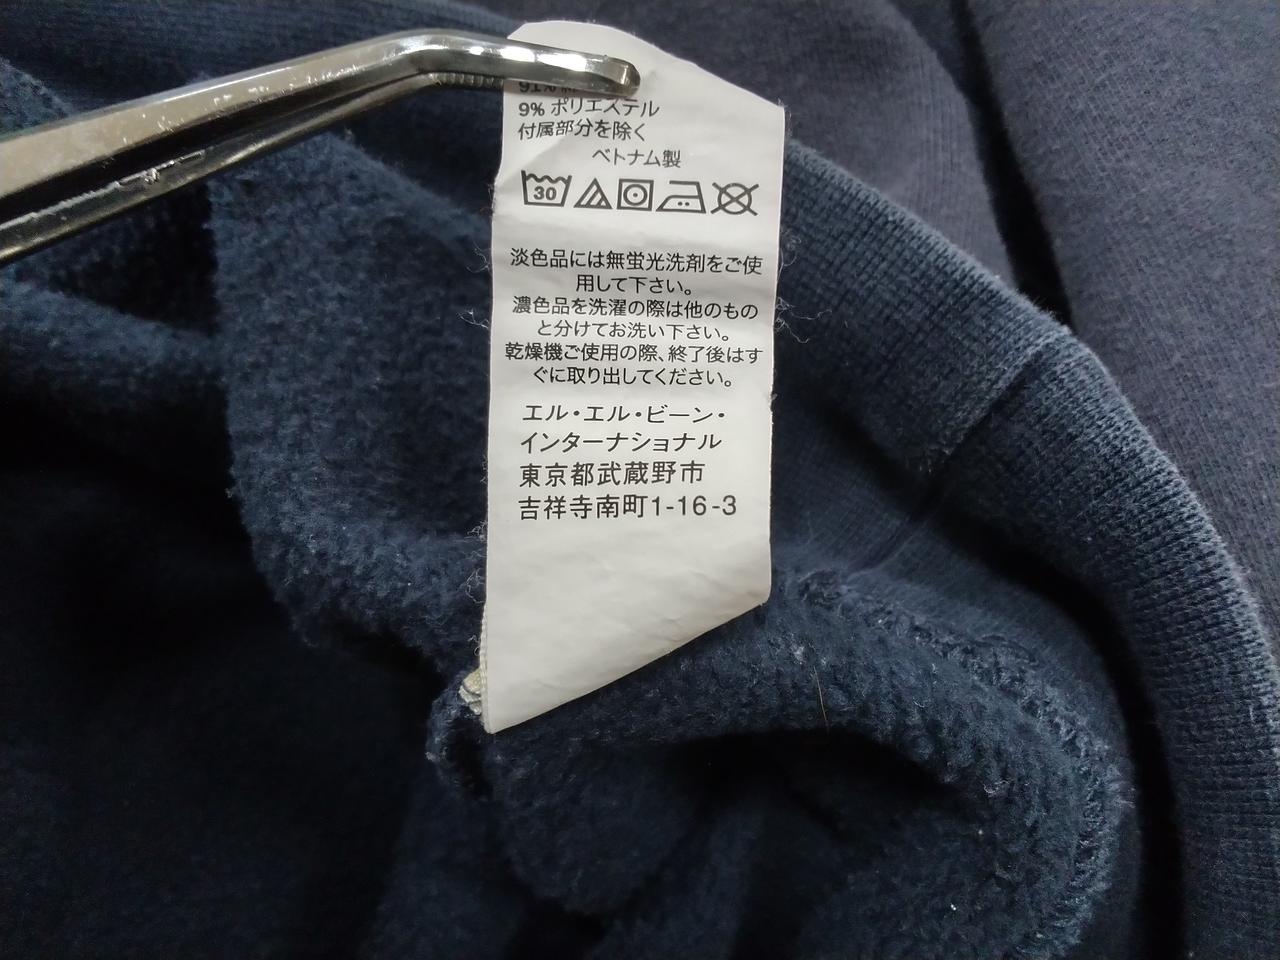 91%
9% ポリエステル
付属部分を除く
ベトナム製
30
淡色品には無蛍光洗剤をご使
用して下さい。
濃色品を洗濯の際は他のもの
と分けてお洗い下さい。
乾燥機ご使用の際、終了後はす
ぐに取り出してください。
エル・エル・ビーン・
インターナショナル
東京都武蔵野市
吉祥寺南町1-16-3